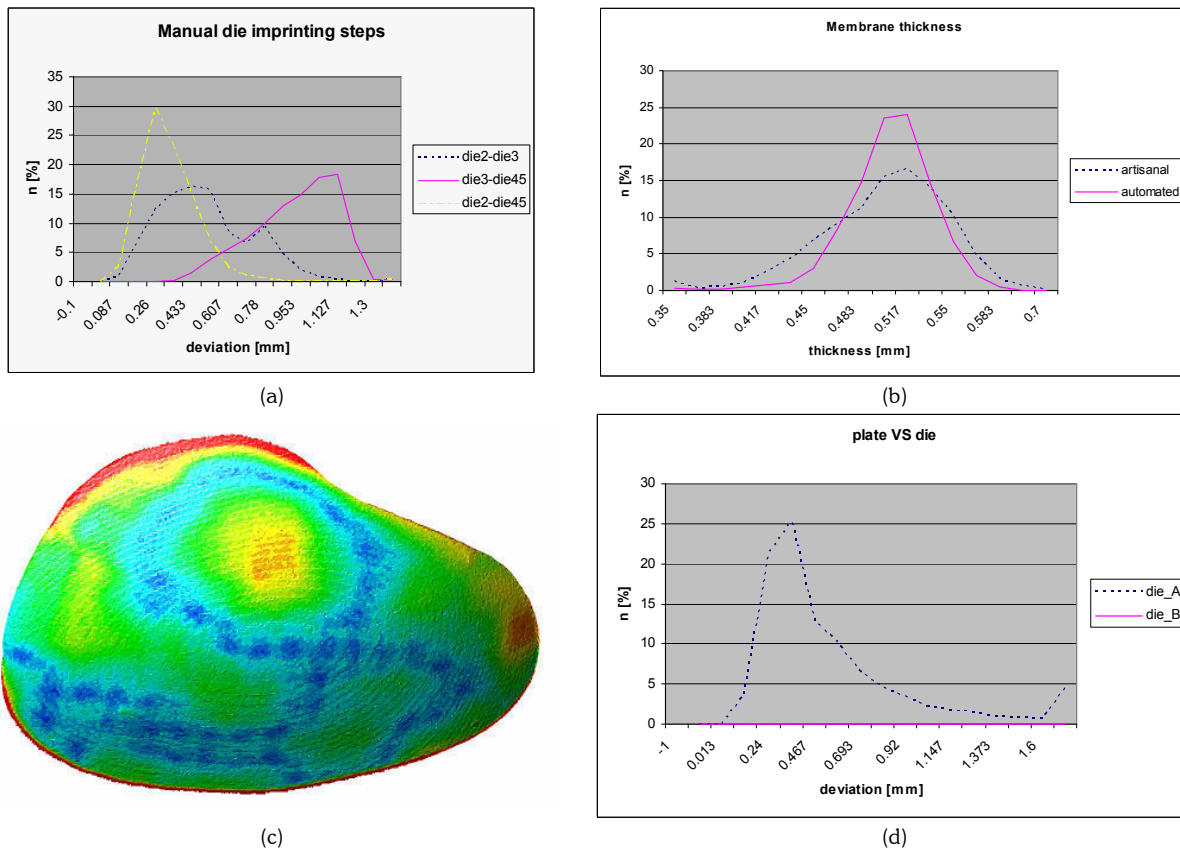 Manual die imprinting steps
35
30
25
20
15
10
5
0
n [%]
-0.1
0.087
0.26
0.435
0.607
0.78
0.953
1.127
1.3
deviation [mm]
die2-die3
die3-die45
die2-die45
(a)
Membrane thickness
30
25
20
15
10
5
0
n [%]
0.35
0.383
0.417
0.45
0.483
0.517
0.55
0.583
0.7
thickness [mm]
artisanal
automated
(b)
(c)
plate VS die
30
25
20
15
10
5
0
n [%]
-1
0.013
0.24
0.467
0.693
0.92
1.147
1.373
1.6
deviation [mm]
die_A
die_B
(d)